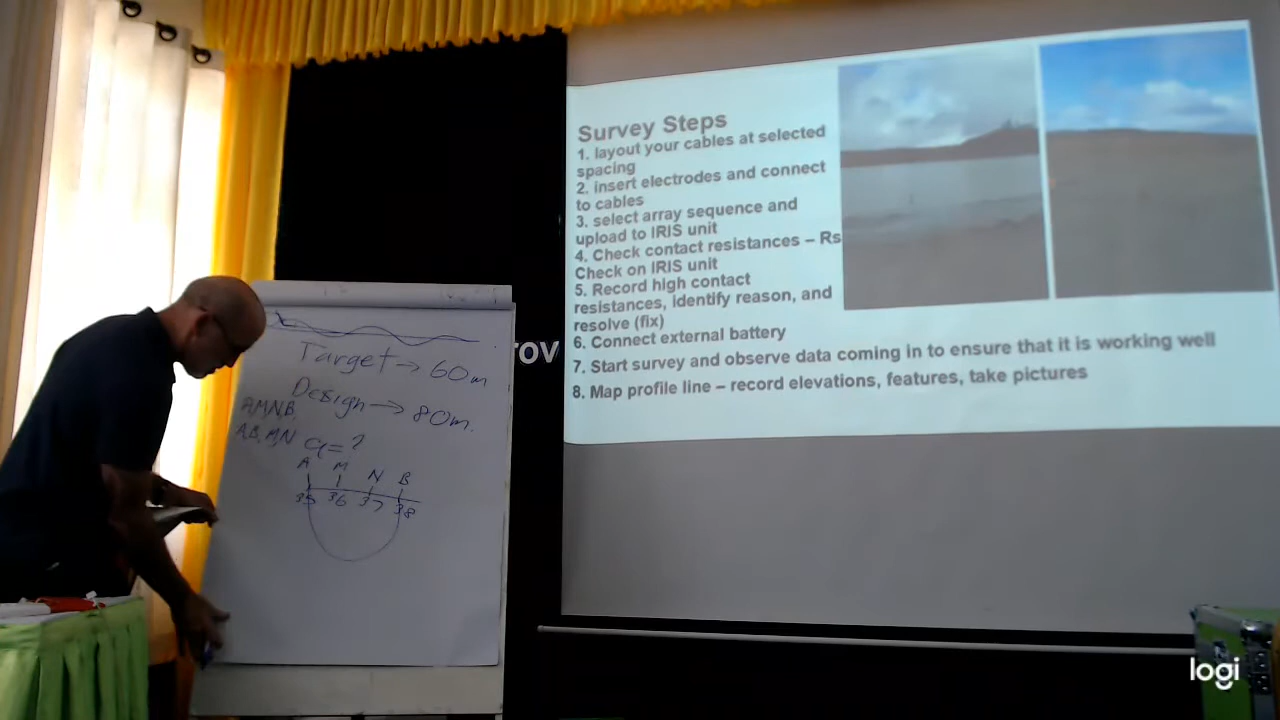 Target → 60m
Design → 80m.
A,M,N,B,
A,B,M,N
a = ?
A M N B
35 36 37 38
rov
Survey Steps
1. layout your cables at selected
spacing
2. insert electrodes and connect
to cables
3. select array sequence and
upload to IRIS unit
4. Check contact resistances – Rs
Check on IRIS unit
5. Record high contact
resistances, identify reason, and
resolve (fix)
6. Connect external battery
7. Start survey and observe data coming in to ensure that it is working well
8. Map profile line – record elevations, features, take pictures
logi